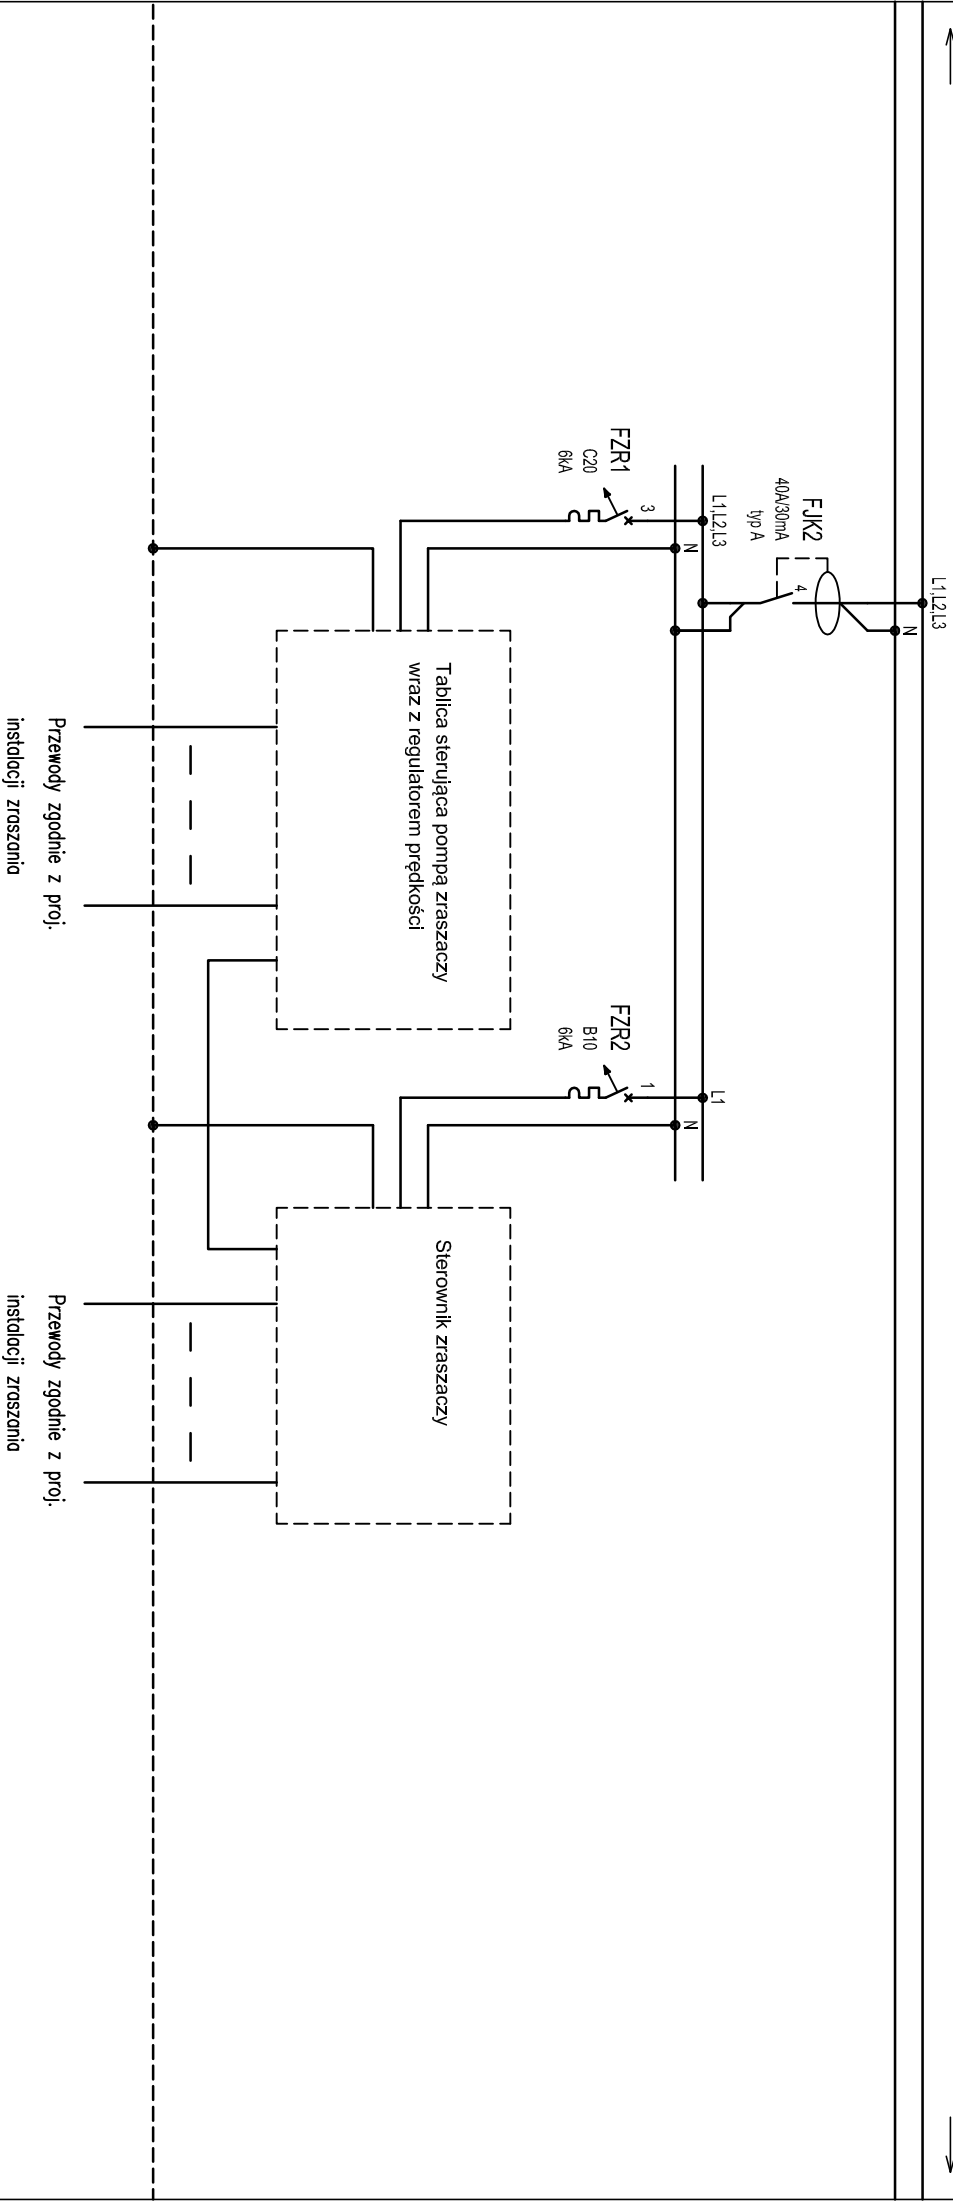 L1,L2,L3
N
FJK2
40A/30mA
typ A
4
L1,L2,L3
N
L1
N
FZR1
C20
6kA
3
FZR2
B10
6kA
1
Tablica sterująca pompą zraszaczy
wraz z regulatorem prędkości
Sterownik zraszaczy
Przewody zgodnie z proj.
instalacji zraszania
Przewody zgodnie z proj.
instalacji zraszania